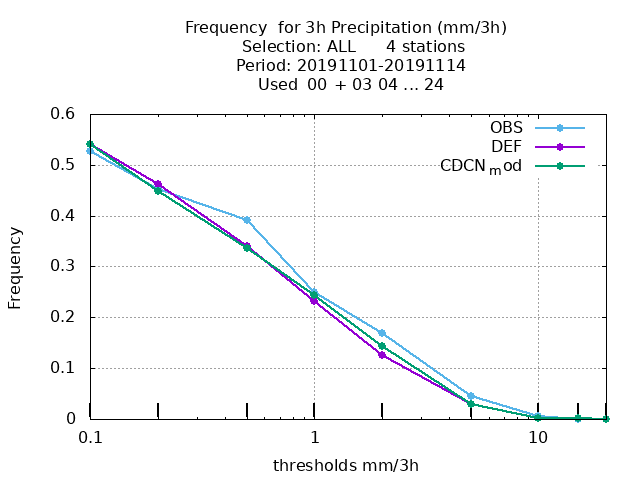 Frequency  for 3h Precipitation (mm/3h)
Selection: ALL      4 stations
Period: 20191101-20191114
Used  00  + 03 04 ... 24
0.6
0.5
0.4
0.3
0.2
0.1
0
Frequency
OBS
DEF
CDCN_mod
0.1
1
10
thresholds mm/3h